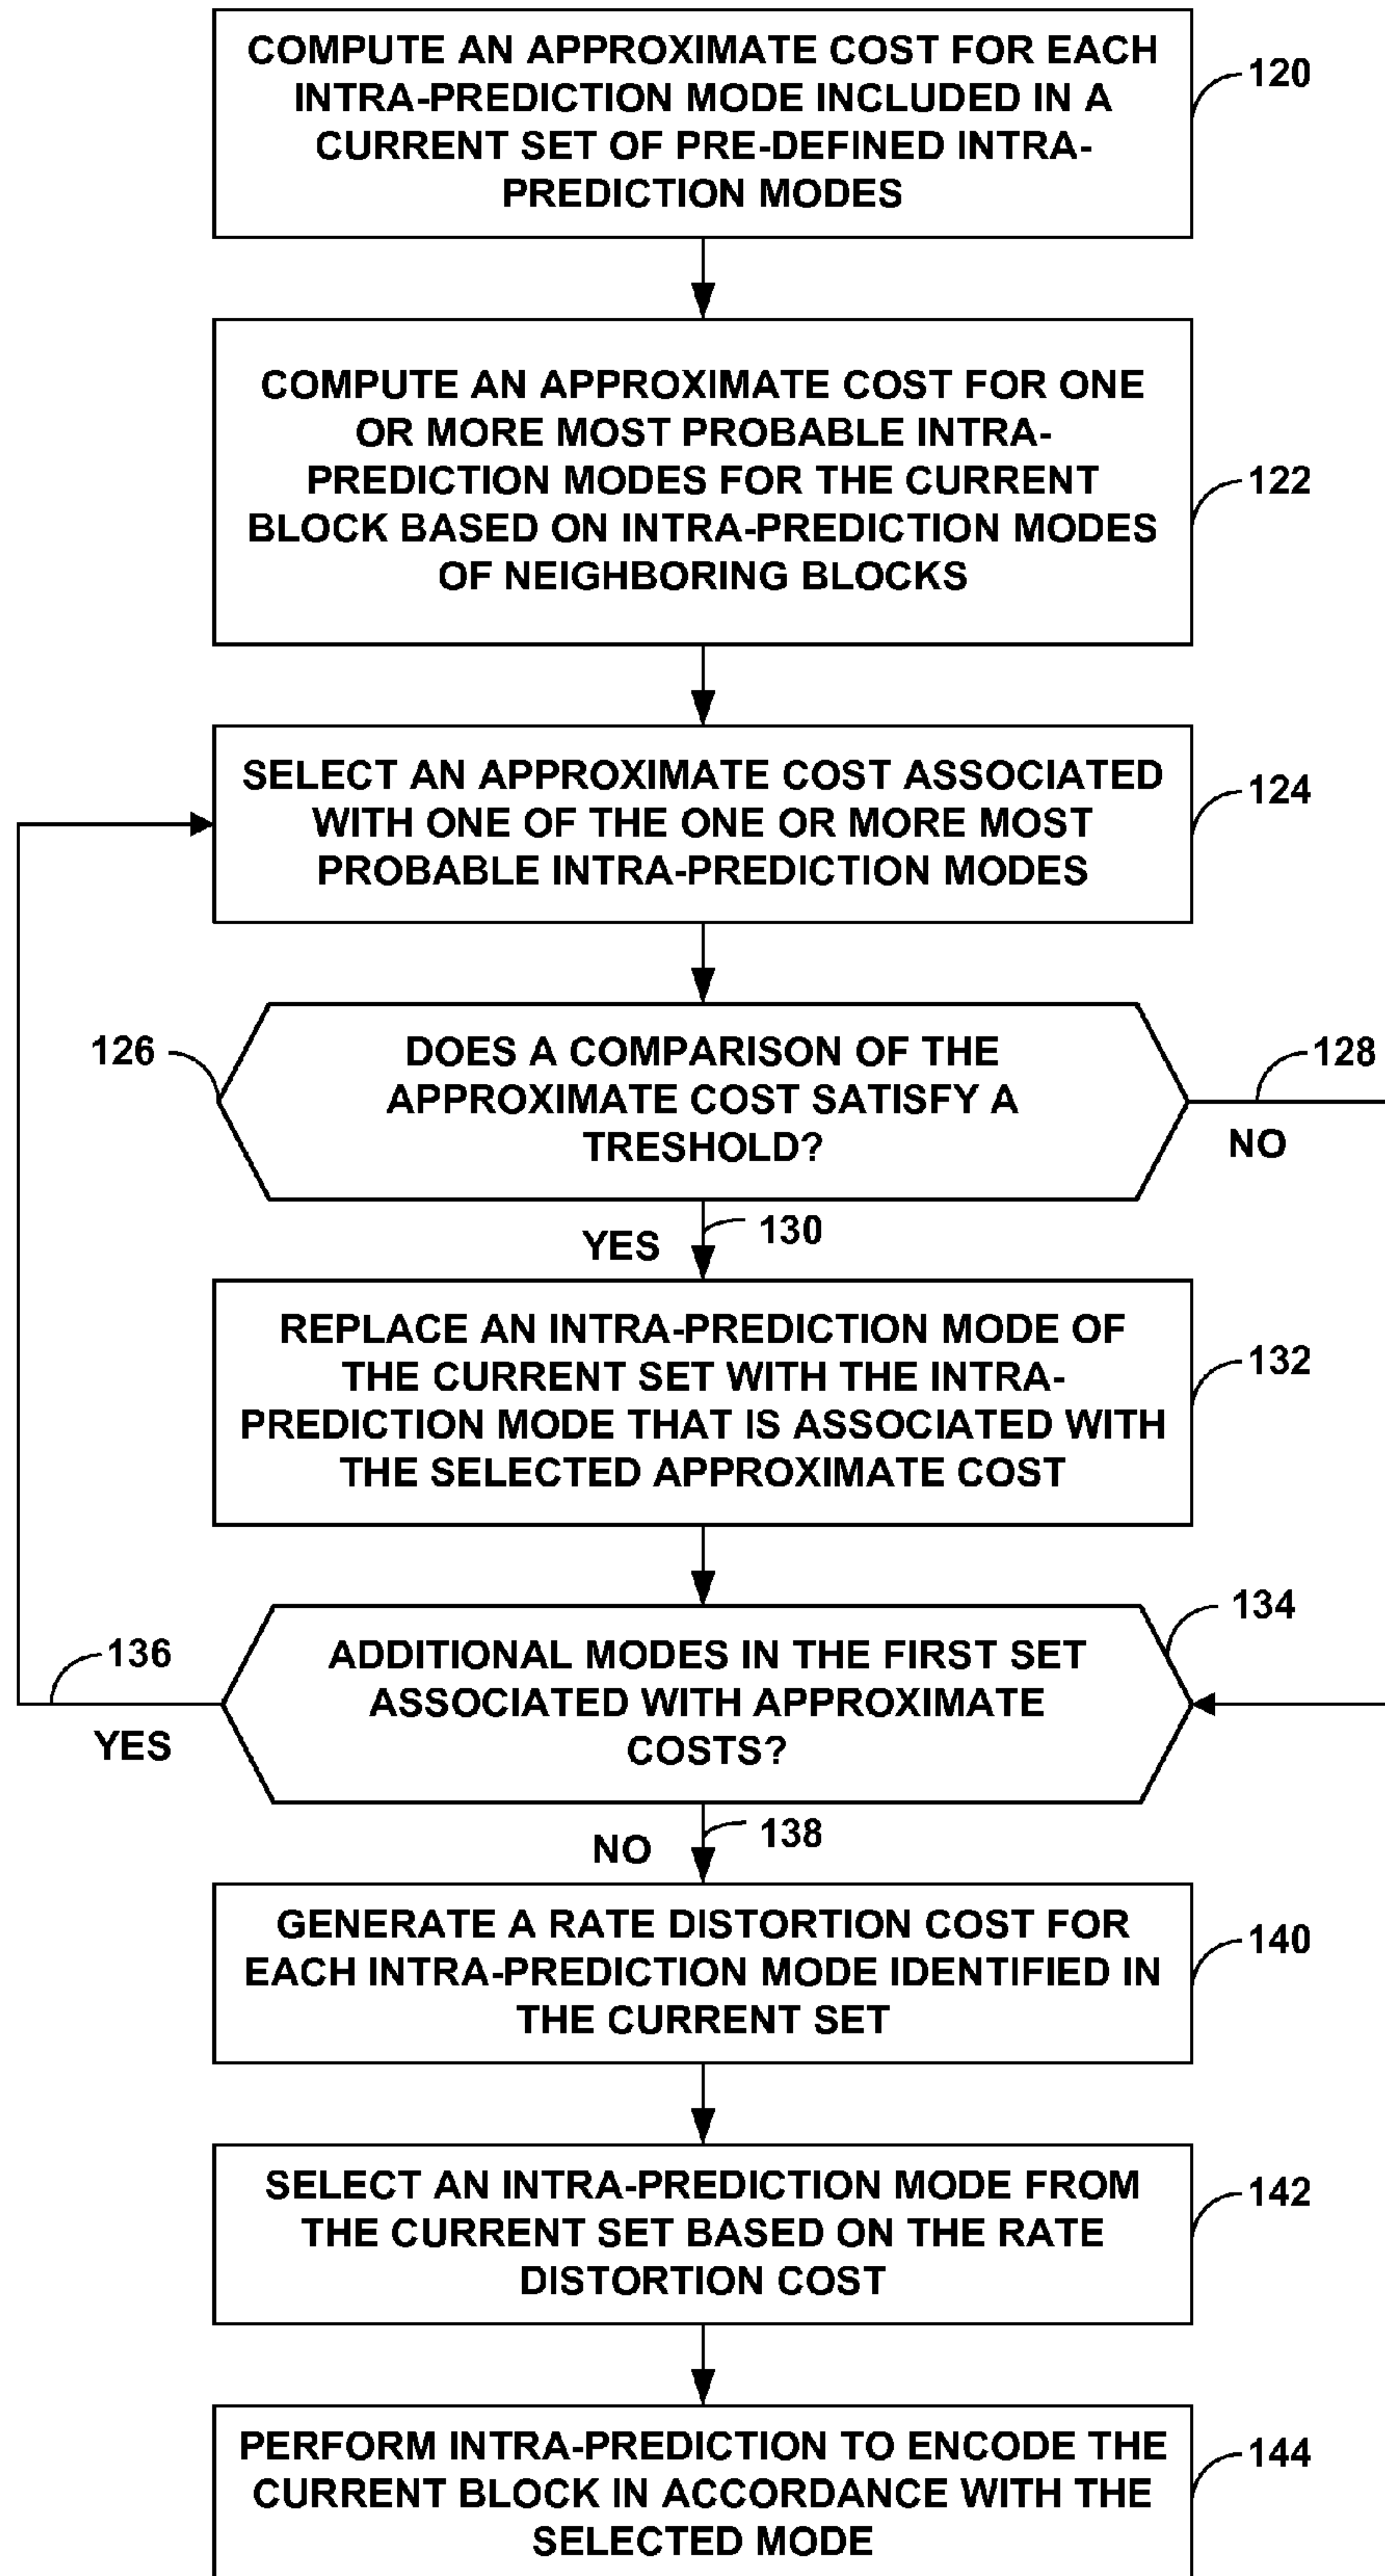 COMPUTE AN APPROXIMATE COST FOR EACH
INTRA-PREDICTION MODE INCLUDED IN A
CURRENT SET OF PRE-DEFINED INTRA-
PREDICTION MODES
120
COMPUTE AN APPROXIMATE COST FOR ONE
OR MORE MOST PROBABLE INTRA-
PREDICTION MODES FOR THE CURRENT
BLOCK BASED ON INTRA-PREDICTION MODES
OF NEIGHBORING BLOCKS
122
SELECT AN APPROXIMATE COST ASSOCIATED
WITH ONE OF THE ONE OR MORE MOST
PROBABLE INTRA-PREDICTION MODES
124
126
DOES A COMPARISON OF THE
APPROXIMATE COST SATISFY A
TRESHOLD?
128
NO
YES
130
REPLACE AN INTRA-PREDICTION MODE OF
THE CURRENT SET WITH THE INTRA-
PREDICTION MODE THAT IS ASSOCIATED WITH
THE SELECTED APPROXIMATE COST
132
134
136
YES
ADDITIONAL MODES IN THE FIRST SET
ASSOCIATED WITH APPROXIMATE
COSTS?
NO
138
GENERATE A RATE DISTORTION COST FOR
EACH INTRA-PREDICTION MODE IDENTIFIED IN
THE CURRENT SET
140
SELECT AN INTRA-PREDICTION MODE FROM
THE CURRENT SET BASED ON THE RATE
DISTORTION COST
142
PERFORM INTRA-PREDICTION TO ENCODE THE
CURRENT BLOCK IN ACCORDANCE WITH THE
SELECTED MODE
144